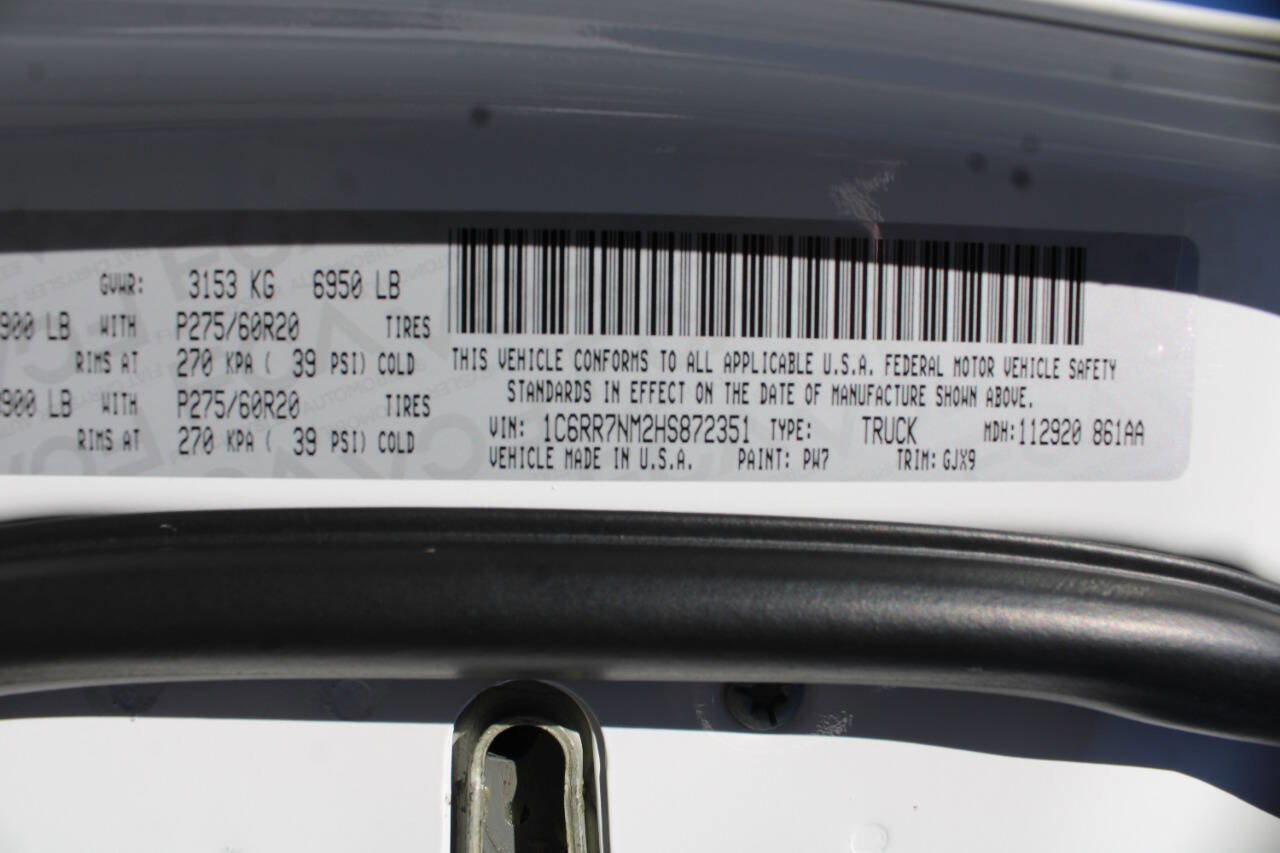 GVWR: 3153 KG 6950 LB
900 LB WITH P275/60R20 TIRES
RIMS AT 270 KPA ( 39 PSI) COLD
900 LB WITH P275/60R20 TIRES
RIMS AT 270 KPA ( 39 PSI) COLD
THIS VEHICLE CONFORMS TO ALL APPLICABLE U.S.A. FEDERAL MOTOR VEHICLE SAFETY
STANDARDS IN EFFECT ON THE DATE OF MANUFACTURE SHOWN ABOVE.
VIN: 1C6RR7NM2HS872351 TYPE: TRUCK MDH:112920 861AA
VEHICLE MADE IN U.S.A. PAINT: PW7 TRIM: GJX9